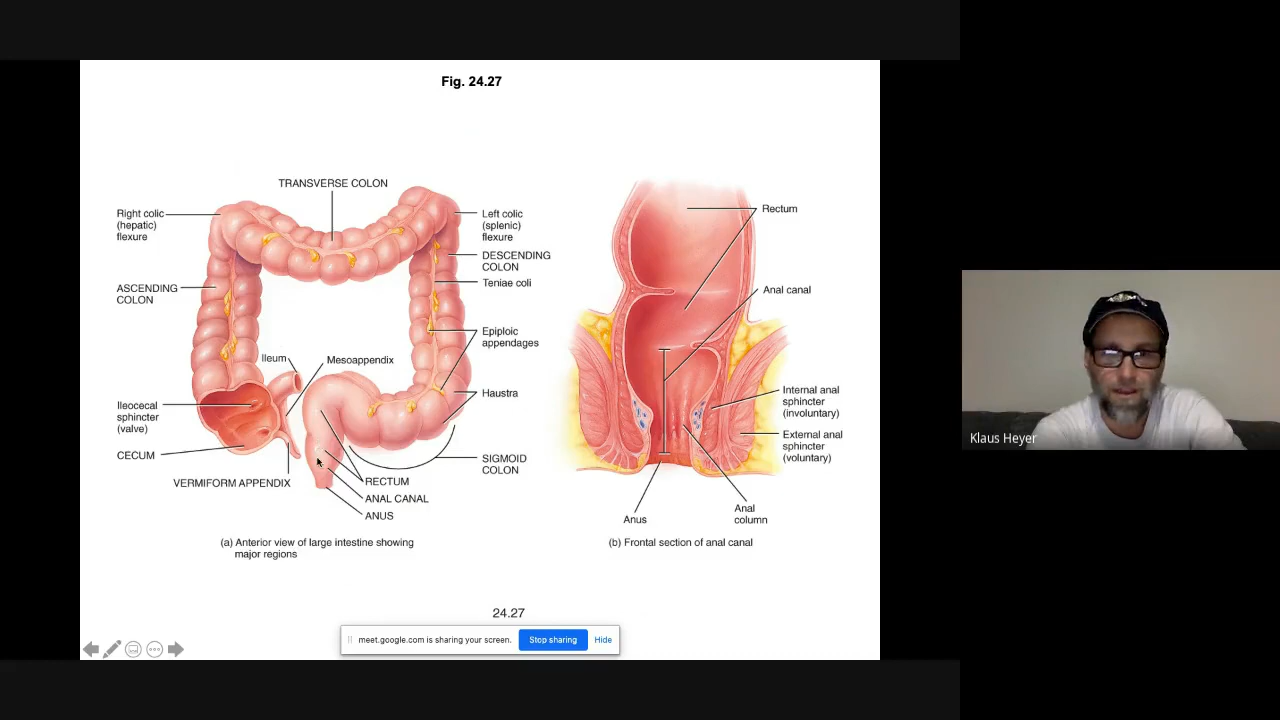 Fig. 24.27
TRANSVERSE COLON
Right colic
(hepatic)
flexure
Left colic
(splenic)
flexure
DESCENDING
COLON
Teniae coli
ASCENDING
COLON
Epiploic
appendages
Ileum
Mesoappendix
Haustra
Ileocecal
sphincter
(valve)
CECUM
SIGMOID
COLON
VERMIFORM APPENDIX
RECTUM
ANAL CANAL
ANUS
(a) Anterior view of large intestine showing
major regions
Rectum
Anal canal
Internal anal
sphincter
(involuntary)
External anal
sphincter
(voluntary)
Anal
column
Anus
(b) Frontal section of anal canal
24.27
meet.google.com is sharing your screen.
Stop sharing
Hide
Klaus Heyer